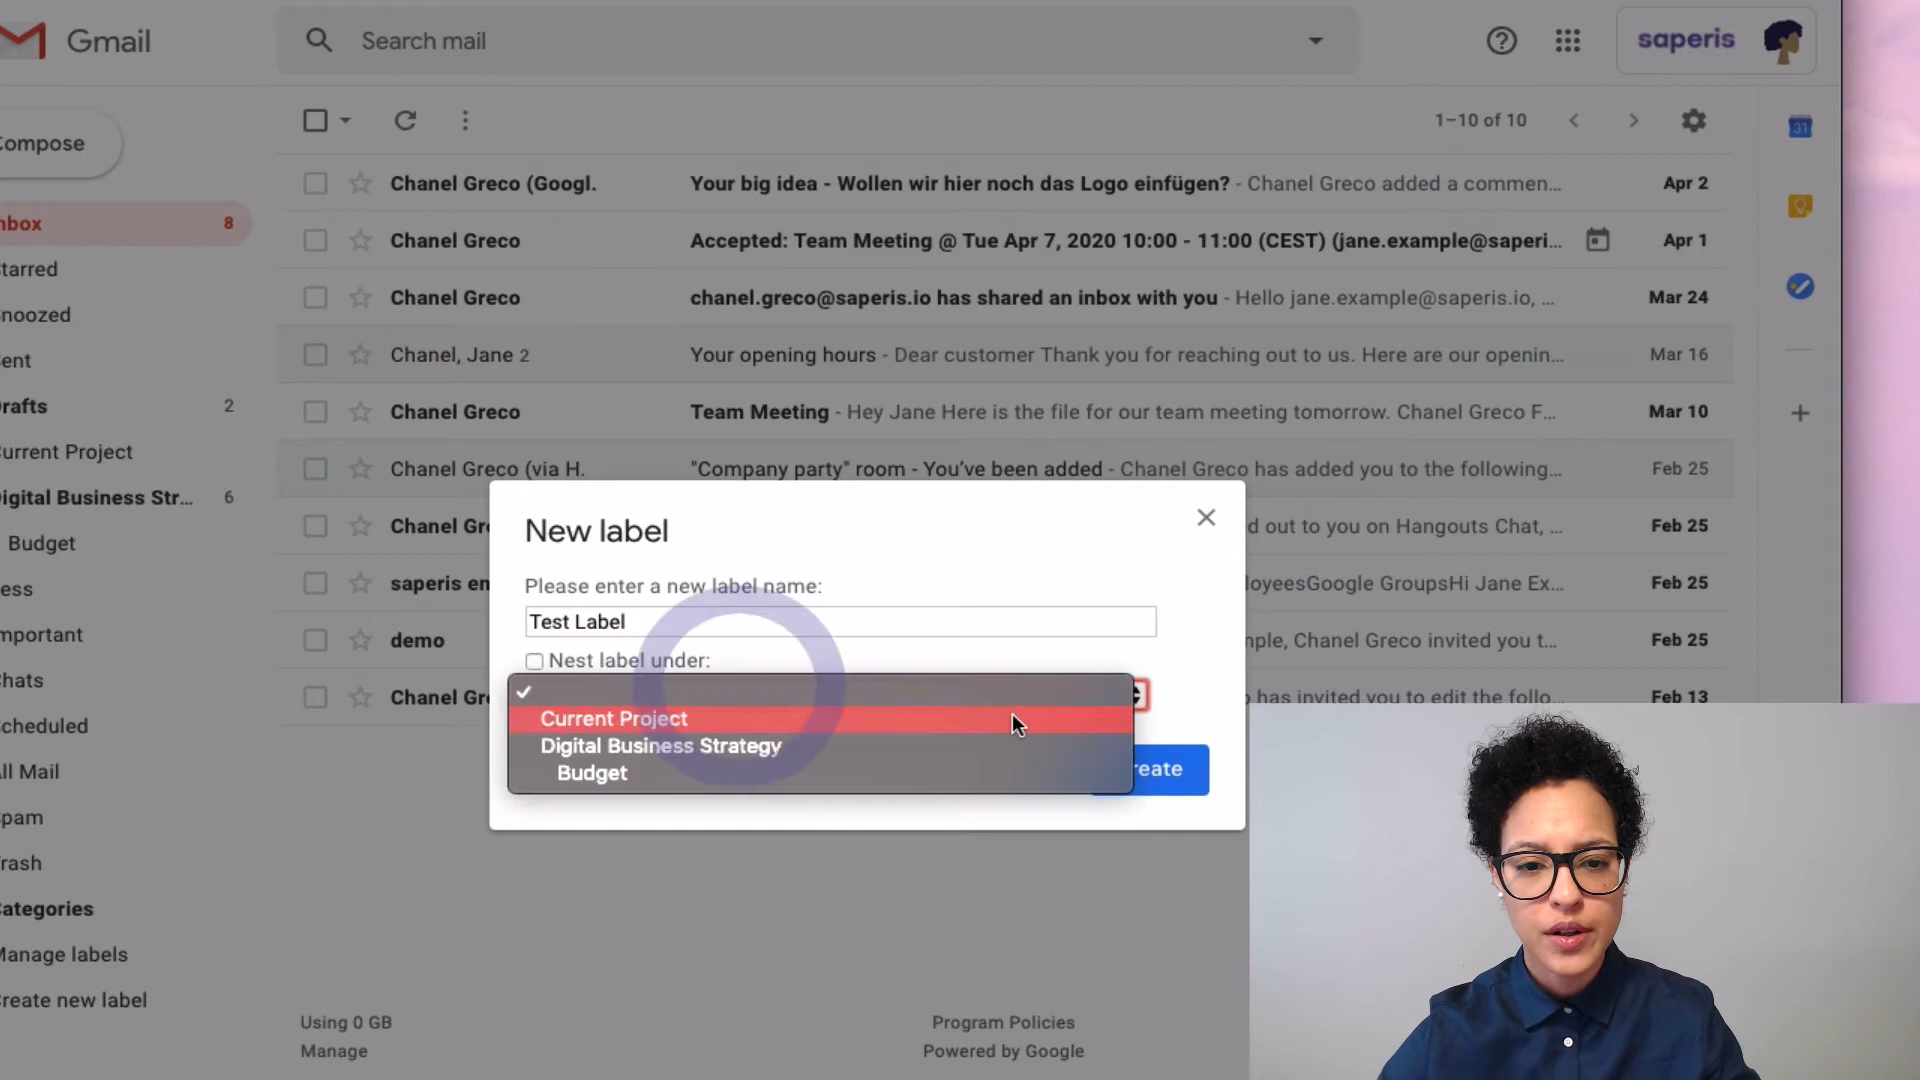 Gmail
Search mail
saperis
ompose
1–10 of 10
31
Chanel Greco (Googl.
Your big idea - Wollen wir hier noch das Logo einfügen? - Chanel Greco added a commen...
Apr 2
nbox
8
Chanel Greco
Accepted: Team Meeting @ Tue Apr 7, 2020 10:00 - 11:00 (CEST) (jane.example@saperi...
Apr 1
tarred
Chanel Greco
chanel.greco@saperis.io has shared an inbox with you - Hello jane.example@saperis.io, ...
Mar 24
noozed
Chanel, Jane 2
Your opening hours - Dear customer Thank you for reaching out to us. Here are our openin...
Mar 16
ent
rafts
2
Chanel Greco
Team Meeting - Hey Jane Here is the file for our team meeting tomorrow. Chanel Greco F...
Mar 10
urrent Project
Chanel Greco (via H.
"Company party" room - You've been added - Chanel Greco has added you to the following...
Feb 25
igital Business Str...
6
Chanel Gre
d out to you on Hangouts Chat, ...
Feb 25
Budget
saperis en
loyeesGoogle GroupsHi Jane Ex...
Feb 25
ess
demo
mple, Chanel Greco invited you t...
Feb 25
mportant
Chanel Gre
o has invited you to edit the follo...
Feb 13
hats
cheduled
ll Mail
pam
rash
ategories
anage labels
reate new label
New label
Please enter a new label name:
Test Label
Nest label under:
Current Project
Digital Business Strategy
Budget
reate
Using 0 GB
Manage
Program Policies
Powered by Google